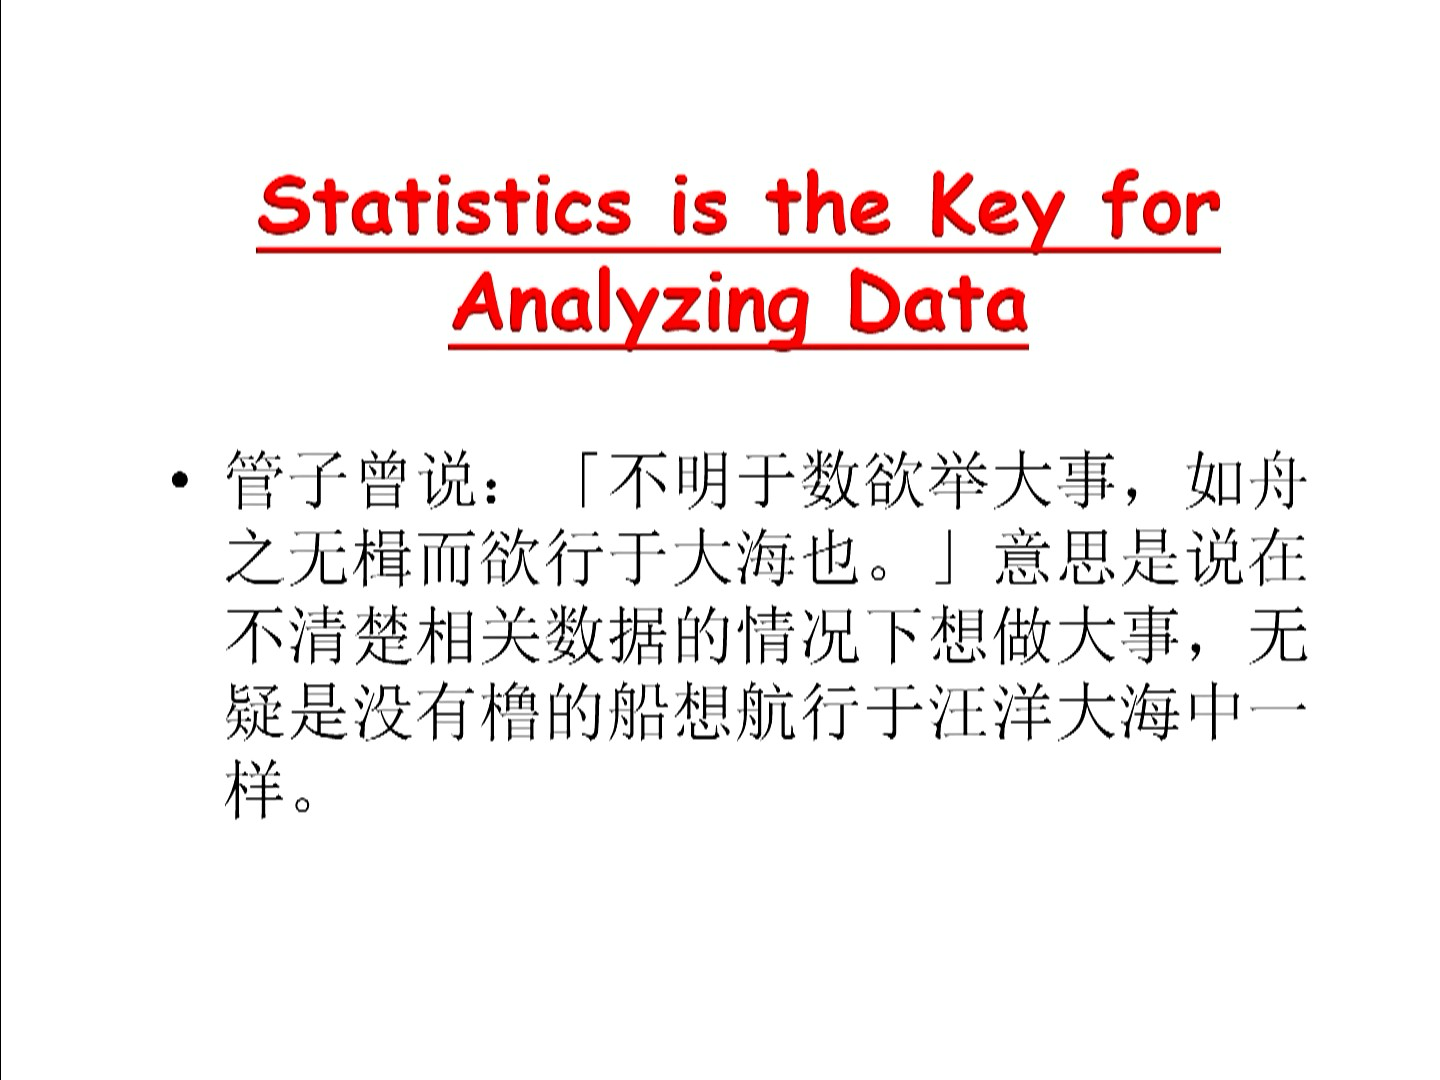 Statistics is the Key for
Analyzing Data
• 管子曾说：「不明于数欲举大事，如舟
之无楫而欲行于大海也。」意思是说在
不清楚相关数据的情况下想做大事，无
疑是没有橹的船想航行于汪洋大海中一
样。